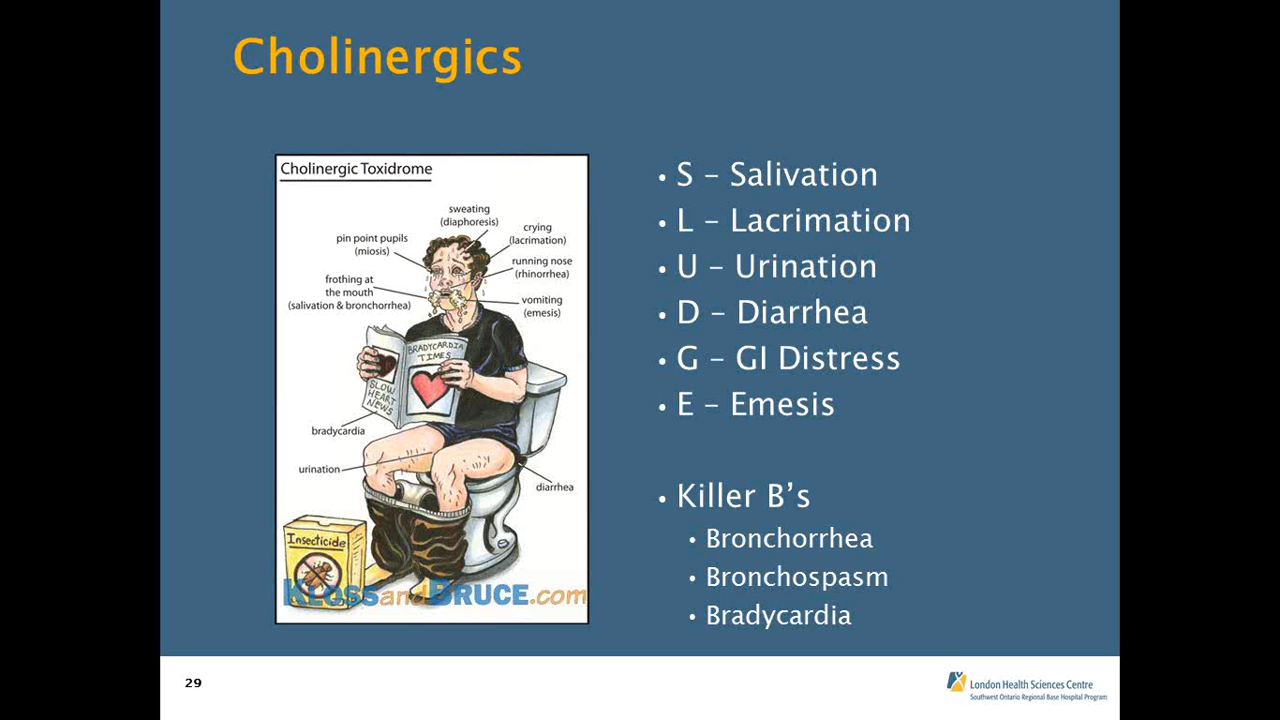 Cholinergics
Cholinergic Toxidrome
sweating
(diaphoresis)
crying
(lacrimation)
pin point pupils
(miosis)
running nose
(rhinorrhea)
frothing at
the mouth
(salivation & bronchorrhea)
vomiting
(emesis)
BRADYCARDIA
TIMES
SLOW
HEART
NEWS
bradycardia
urination
diarrhea
Insecticide
KLOSSandBRUCE.com
• S – Salivation
• L – Lacrimation
• U – Urination
• D – Diarrhea
• G – GI Distress
• E – Emesis
• Killer B’s
• Bronchorrhea
• Bronchospasm
• Bradycardia
29
London Health Sciences Centre
Southwest Ontario Regional Base Hospital Program